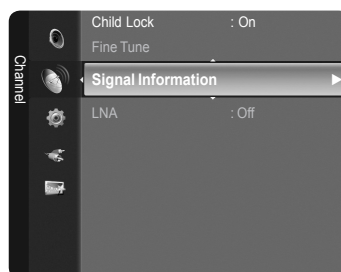 Channel
Child Lock : On
Fine Tune
Signal Information
LNA : Off